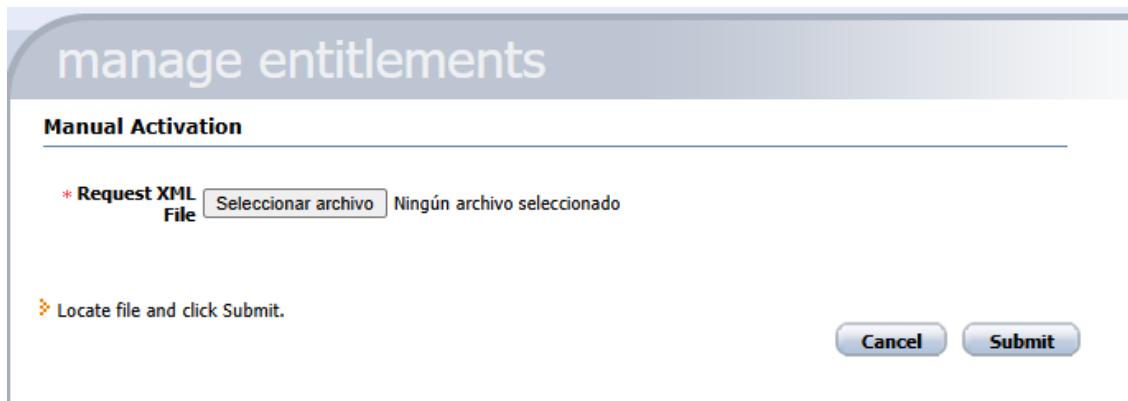 manage entitlements
Manual Activation
* Request XML
File
Seleccionar archivo Ningún archivo seleccionado
Locate file and click Submit.
Cancel Submit